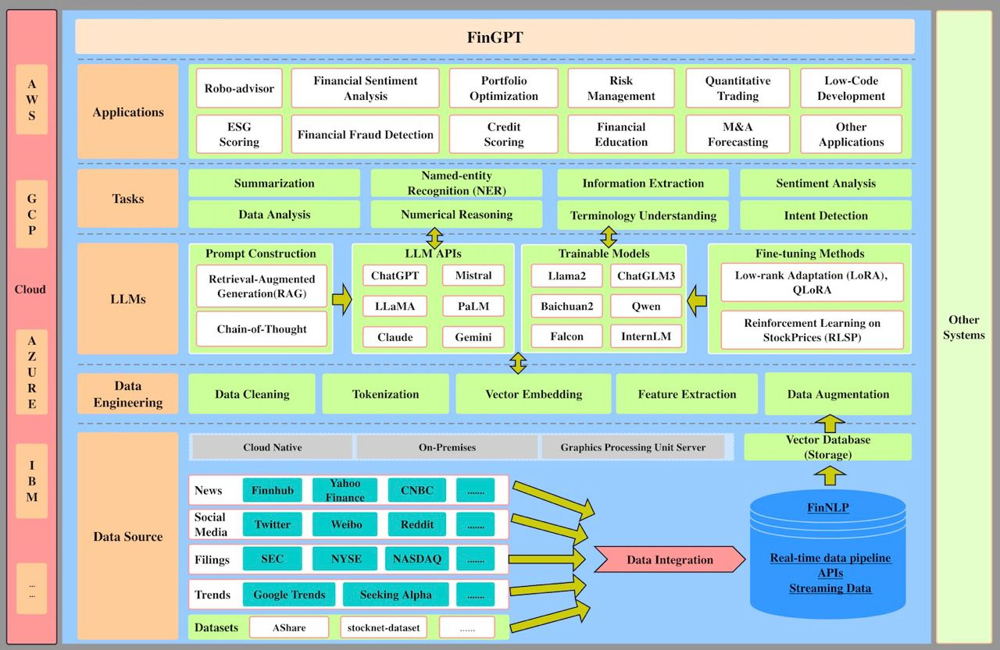 FinGPT
A
W
S
G
C
P
Cloud
A
Z
U
R
E
I
B
M
...
...
Applications
Robo-advisor
Financial Sentiment
Analysis
Portfolio
Optimization
Risk
Management
Quantitative
Trading
Low-Code
Development
ESG
Scoring
Financial Fraud Detection
Credit
Scoring
Financial
Education
M&A
Forecasting
Other
Applications
Tasks
Summarization
Named-entity
Recognition (NER)
Information Extraction
Sentiment Analysis
Data Analysis
Numerical Reasoning
Terminology Understanding
Intent Detection
LLMs
Prompt Construction
Retrieval-Augmented
Generation(RAG)
Chain-of-Thought
LLM APIs
ChatGPT
Mistral
LLaMA
PaLM
Claude
Gemini
Trainable Models
Llama2
ChatGLM3
Baichuan2
Qwen
Falcon
InternLM
Fine-tuning Methods
Low-rank Adaptation (LoRA),
QLoRA
Reinforcement Learning on
StockPrices (RLSP)
Data
Engineering
Data Cleaning
Tokenization
Vector Embedding
Feature Extraction
Data Augmentation
Data Source
Cloud Native
On-Premises
Graphics Processing Unit Server
Vector Database
(Storage)
News
Finnhub
Yahoo
Finance
CNBC
.......
Social
Media
Twitter
Weibo
Reddit
.......
Filings
SEC
NYSE
NASDAQ
.......
Trends
Google Trends
Seeking Alpha
.......
Datasets
AShare
stocknet-dataset
......
Data Integration
FinNLP
Real-time data pipeline
APIs
Streaming Data
Other
Systems